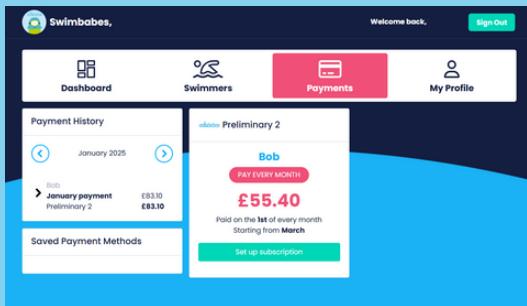 Swimbabes,
Welcome back,
Sign Out
Dashboard
Swimmers
Payments
My Profile
Payment History
January 2025
Bob
January payment £83.10
Preliminary 2 £83.10
Saved Payment Methods
Preliminary 2
Bob
PAY EVERY MONTH
£55.40
Paid on the 1st of every month
Starting from March
Set up subscription